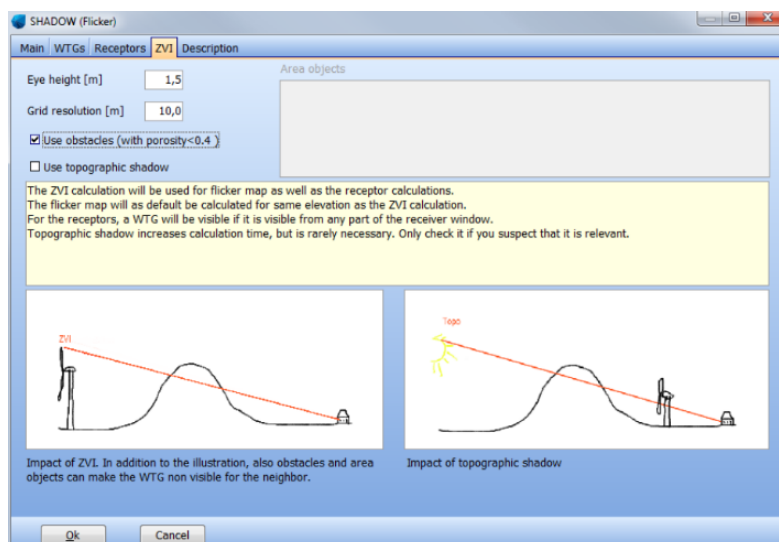 SHADOW (Flicker)
Main WTGs Receptors ZVI Description
Eye height [m] 1,5
Area objects
Grid resolution [m] 10,0
Use obstacles (with porosity<0.4 )
Use topographic shadow
The ZVI calculation will be used for flicker map as well as the receptor calculations.
The flicker map will as default be calculated for same elevation as the ZVI calculation.
For the receptors, a WTG will be visible if it is visible from any part of the receiver window.
Topographic shadow increases calculation time, but is rarely necessary. Only check it if you suspect that it is relevant.
ZVI
Topo
Impact of ZVI. In addition to the illustration, also obstacles and area
objects can make the WTG non visible for the neighbor.
Impact of topographic shadow
Ok Cancel